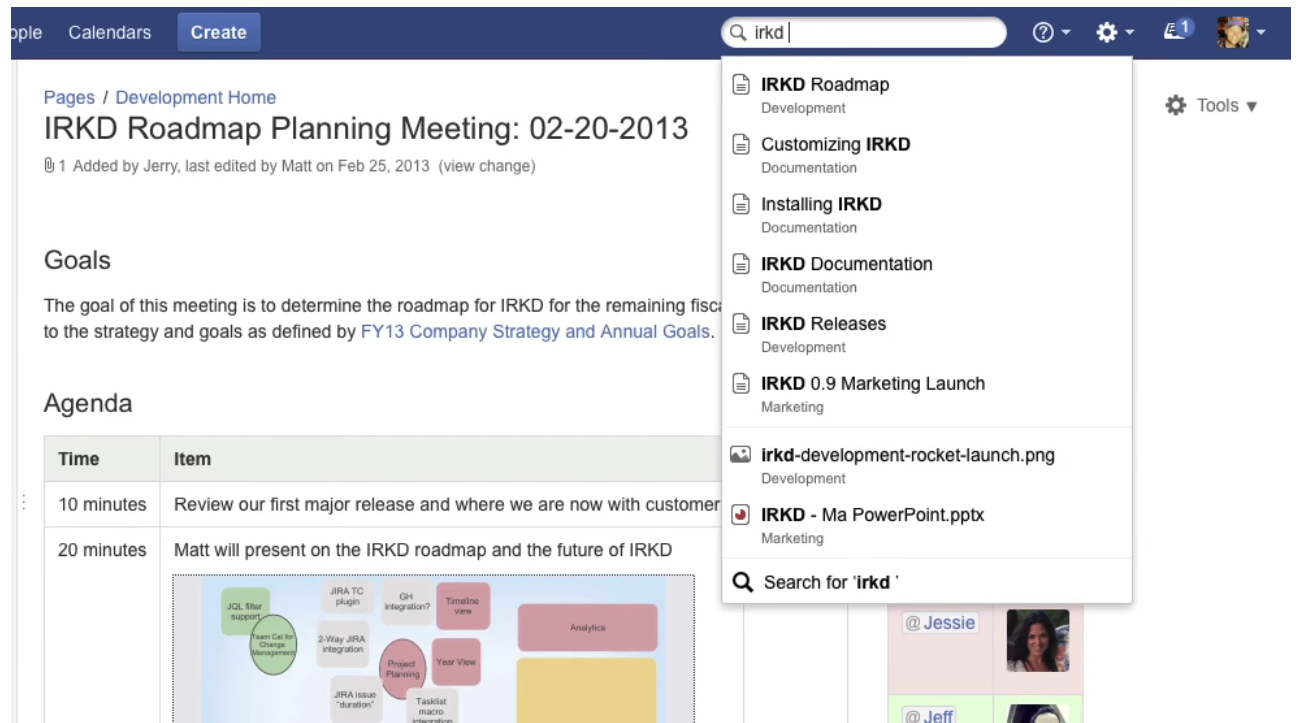 ople Calendars Create irkd 1
Pages / Development Home
Tools
IRKD Roadmap Planning Meeting: 02-20-2013
1 Added by Jerry, last edited by Matt on Feb 25, 2013 (view change)
Goals
The goal of this meeting is to determine the roadmap for IRKD for the remaining fisca
to the strategy and goals as defined by FY13 Company Strategy and Annual Goals.
Agenda
Time Item
10 minutes Review our first major release and where we are now with customer
20 minutes Matt will present on the IRKD roadmap and the future of IRKD
JQL filter
support
Team Cal for
Change
Management
JIRA TC
plugin
GH
Integration?
Timeline
view
2-Way JIRA
integration
Project
Planning
Year View
JIRA issue
"duration"
Tasklist
macro
integration
Analytics
IRKD Roadmap
Development
Customizing IRKD
Documentation
Installing IRKD
Documentation
IRKD Documentation
Documentation
IRKD Releases
Development
IRKD 0.9 Marketing Launch
Marketing
irkd-development-rocket-launch.png
Development
IRKD - Ma PowerPoint.pptx
Marketing
Search for 'irkd '
@Jessie
@Jeff